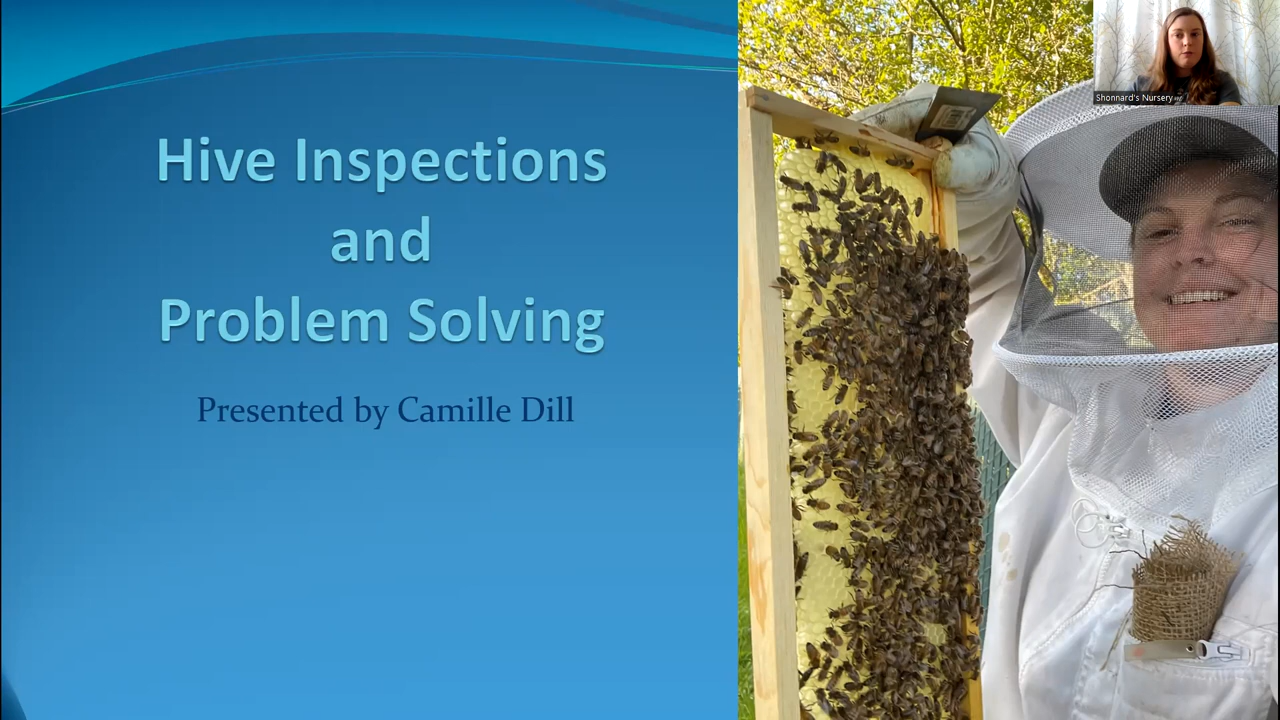 Hive Inspections
and
Problem Solving
Presented by Camille Dill
Shonnard's Nursery